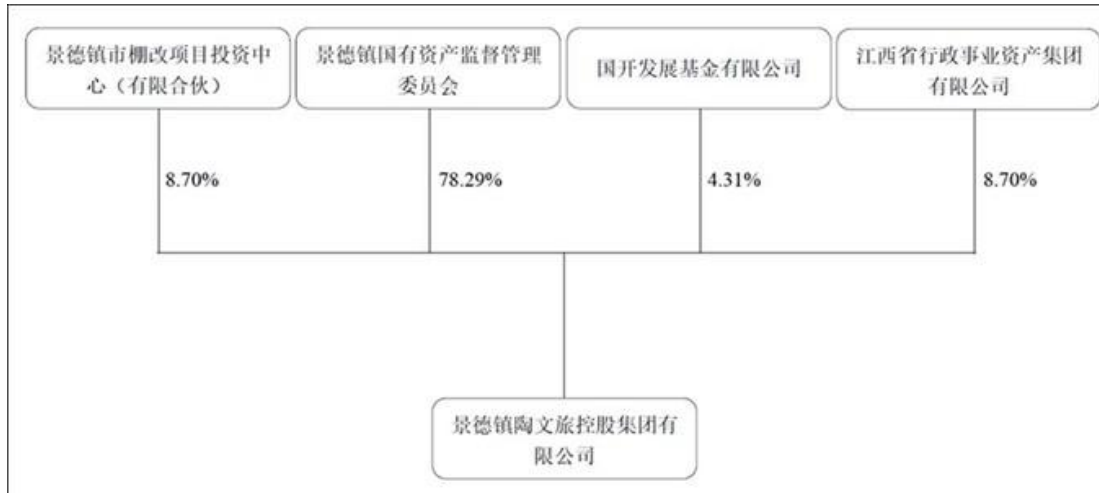 景德镇市棚改项目投资中
心（有限合伙）
景德镇国有资产监督管理
委员会
国开发展基金有限公司
江西省行政事业资产集团
有限公司
8.70%
78.29%
4.31%
8.70%
景德镇陶文旅控股集团有
限公司